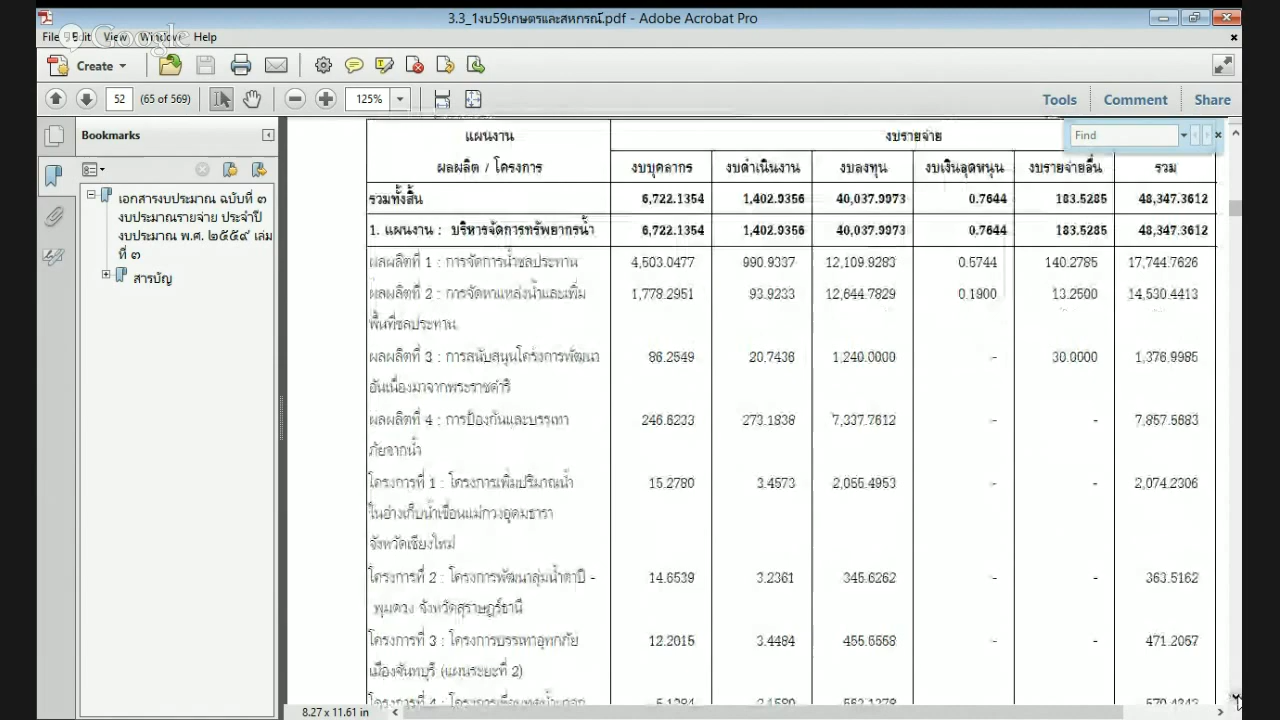 3.3_1งบ59เกษตรและสหกรณ์.pdf - Adobe Acrobat Pro
File Edit View Window Help
Google
Create
52 (65 of 569) 125% Tools Comment Share
Bookmarks
Find
เอกสารงบประมาณ ฉบับที่ ๓
งบประมาณรายจ่าย ประจำปี
งบประมาณ พ.ศ. ๒๕๕๙ เล่ม
ที่ ๓
สารบัญ
แผนงาน งบรายจ่าย
ผลผลิต / โครงการ งบบุคลากร งบดำเนินงาน งบลงทุน งบเงินอุดหนุน งบรายจ่ายอื่น รวม
รวมทั้งสิ้น 6,722.1354 1,402.9356 40,037.9973 0.7644 183.5285 48,347.3612
1. แผนงาน : บริหารจัดการทรัพยากรน้ำ 6,722.1354 1,402.9356 40,037.9973 0.7644 183.5285 48,347.3612
ผลผลิตที่ 1 : การจัดการน้ำชลประทาน 4,503.0477 990.9337 12,109.9283 0.5744 140.2785 17,744.7626
ผลผลิตที่ 2 : การจัดหาแหล่งน้ำและเพิ่ม 1,778.2951 93.9233 12,644.7829 0.1900 13.2500 14,530.4413
พื้นที่ชลประทาน
ผลผลิตที่ 3 : การสนับสนุนโครงการพัฒนา 86.2549 20.7436 1,240.0000 - 30.0000 1,376.9985
อันเนื่องมาจากพระราชดำริ
ผลผลิตที่ 4 : การป้องกันและบรรเทา 246.6233 273.1838 7,337.7612 - - 7,857.5683
ภัยจากน้ำ
โครงการที่ 1 : โครงการเพิ่มปริมาณน้ำ 15.2780 3.4573 2,055.4953 - - 2,074.2306
ในอ่างเก็บน้ำเขื่อนแม่กวงอุดมธารา
จังหวัดเชียงใหม่
โครงการที่ 2 : โครงการพัฒนาลุ่มน้ำตาปี - 14.6539 3.2361 345.6262 - - 363.5162
พุมดวง จังหวัดสุราษฎร์ธานี
โครงการที่ 3 : โครงการบรรเทาอุทกภัย 12.2015 3.4484 455.5558 - - 471.2057
เมืองจันทบุรี (แผนระยะที่ 2)
8.27 x 11.61 in